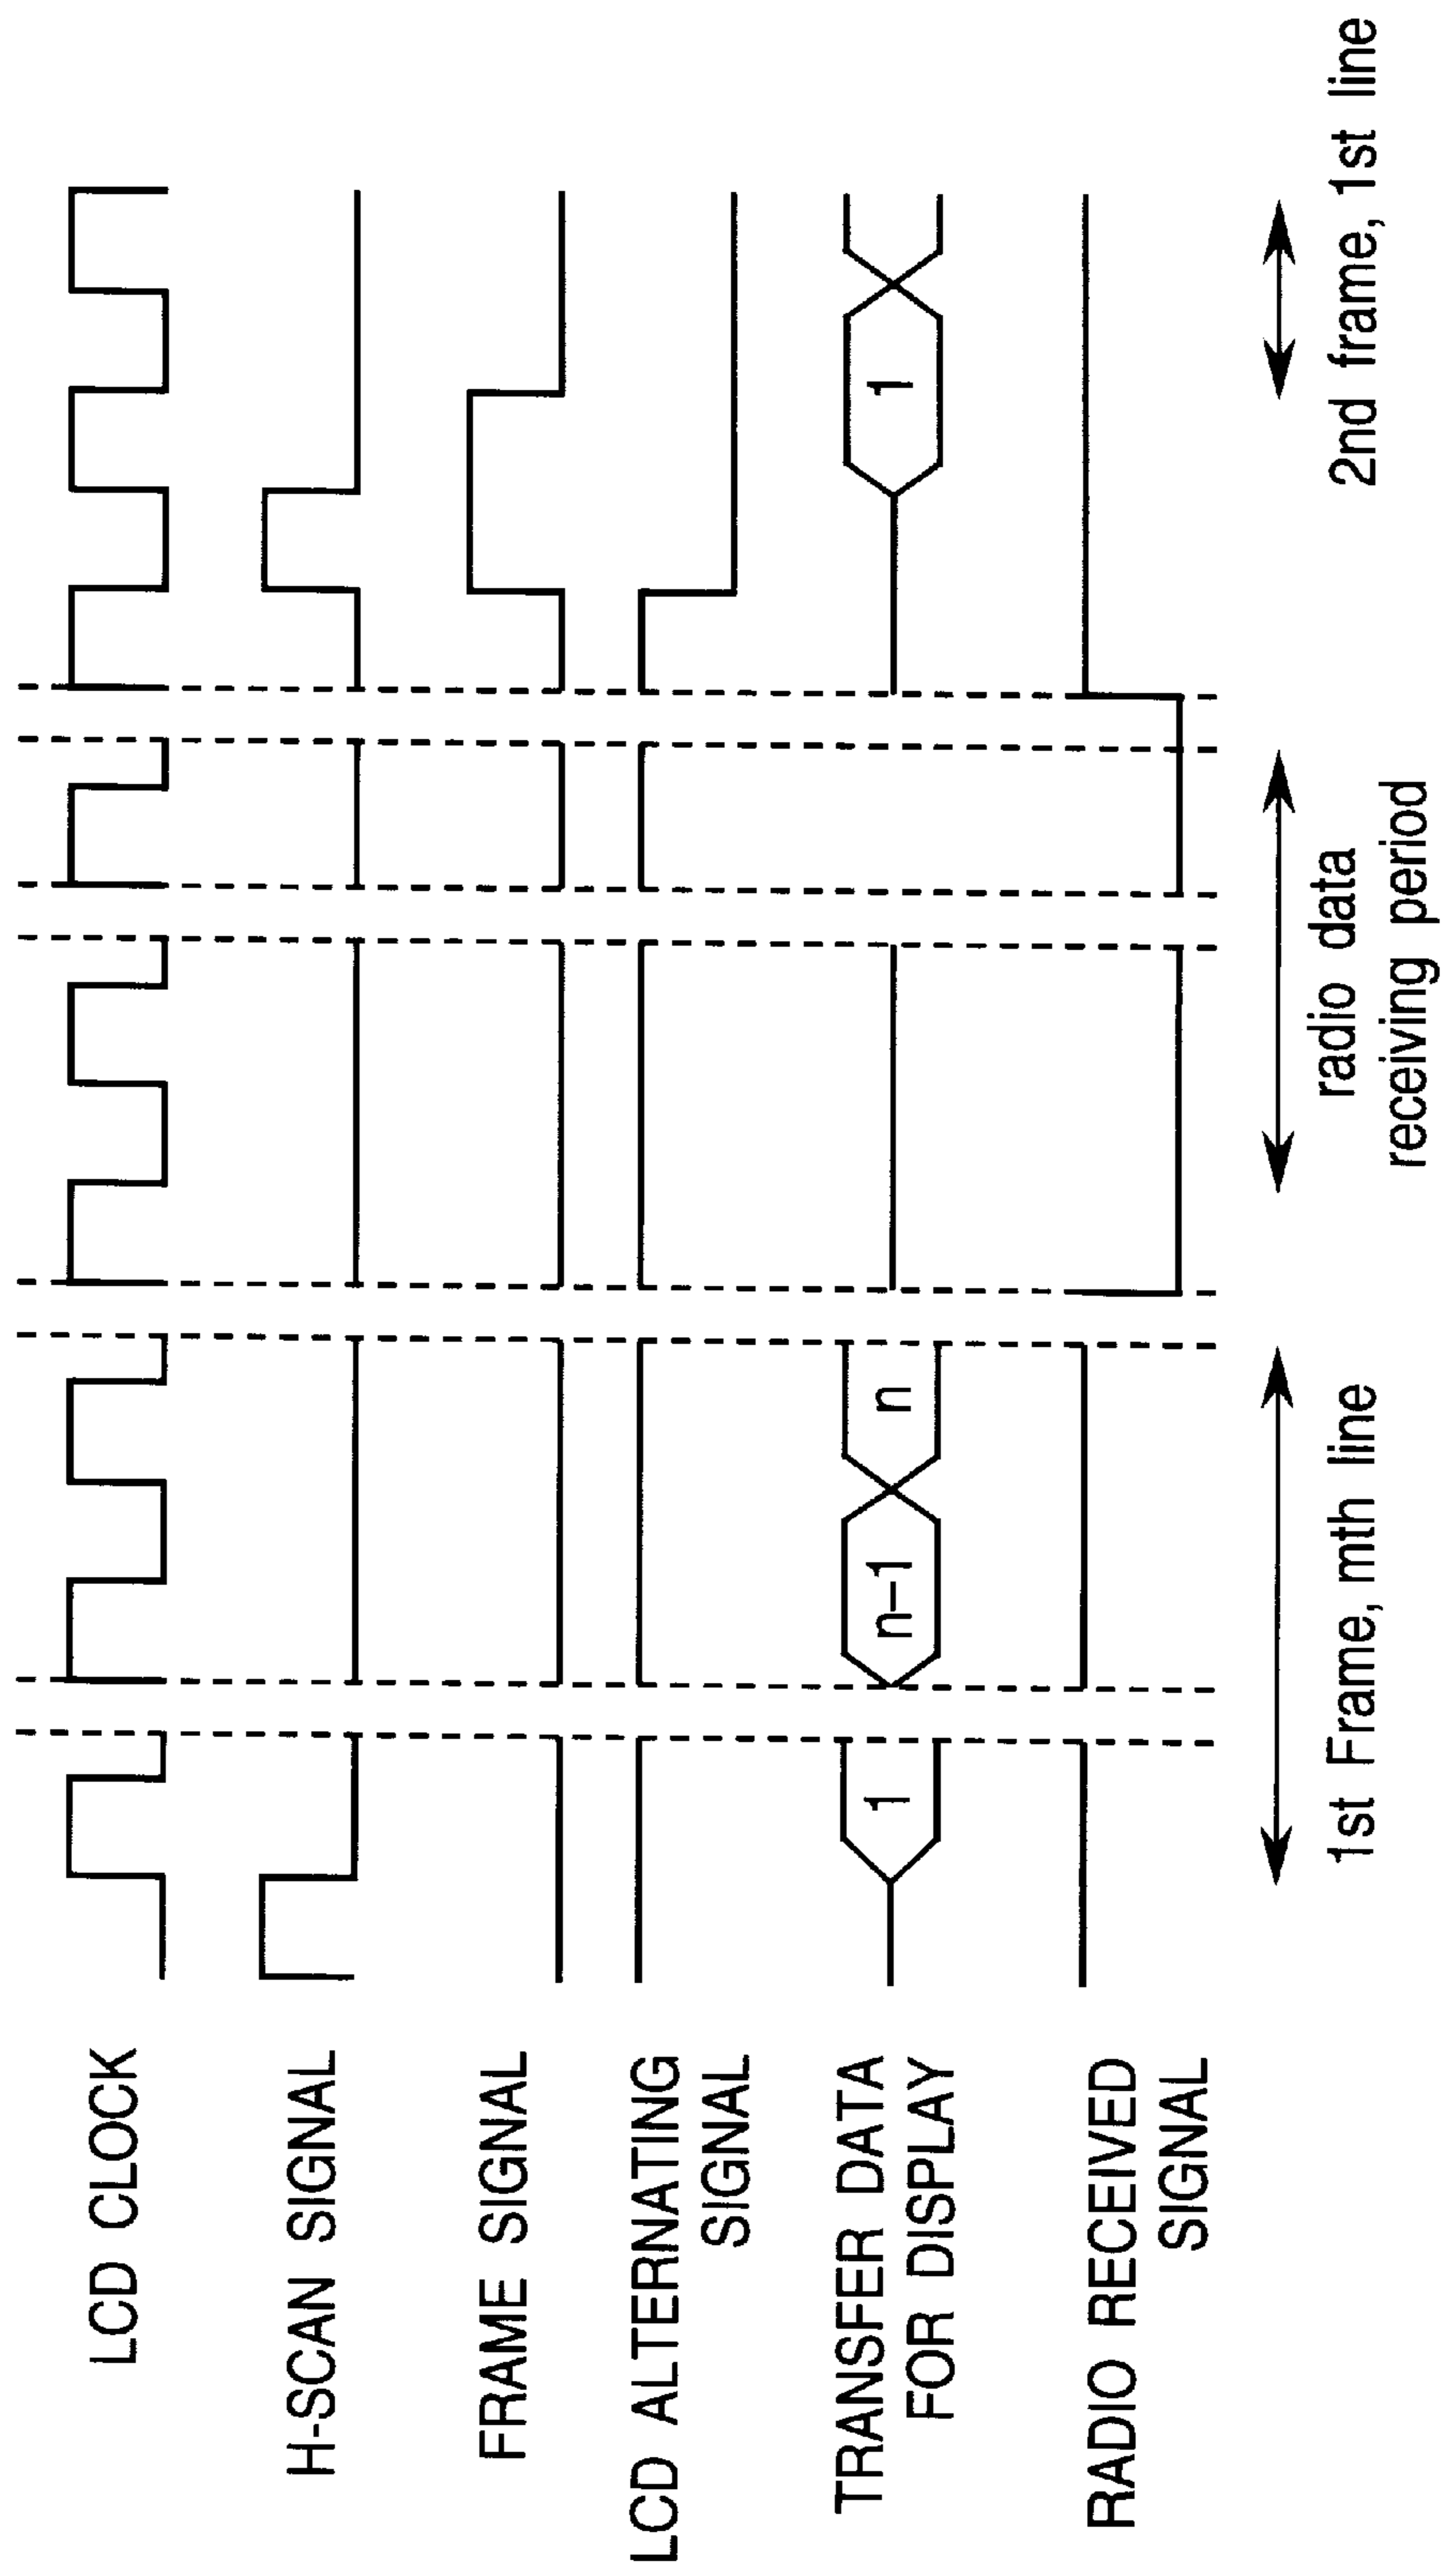 LCD CLOCK
H-SCAN SIGNAL
FRAME SIGNAL
LCD ALTERNATING
SIGNAL
TRANSFER DATA
FOR DISPLAY
1
n-1
n
1
RADIO RECEIVED
SIGNAL
1st Frame, mth line
radio data
receiving period
2nd frame, 1st line